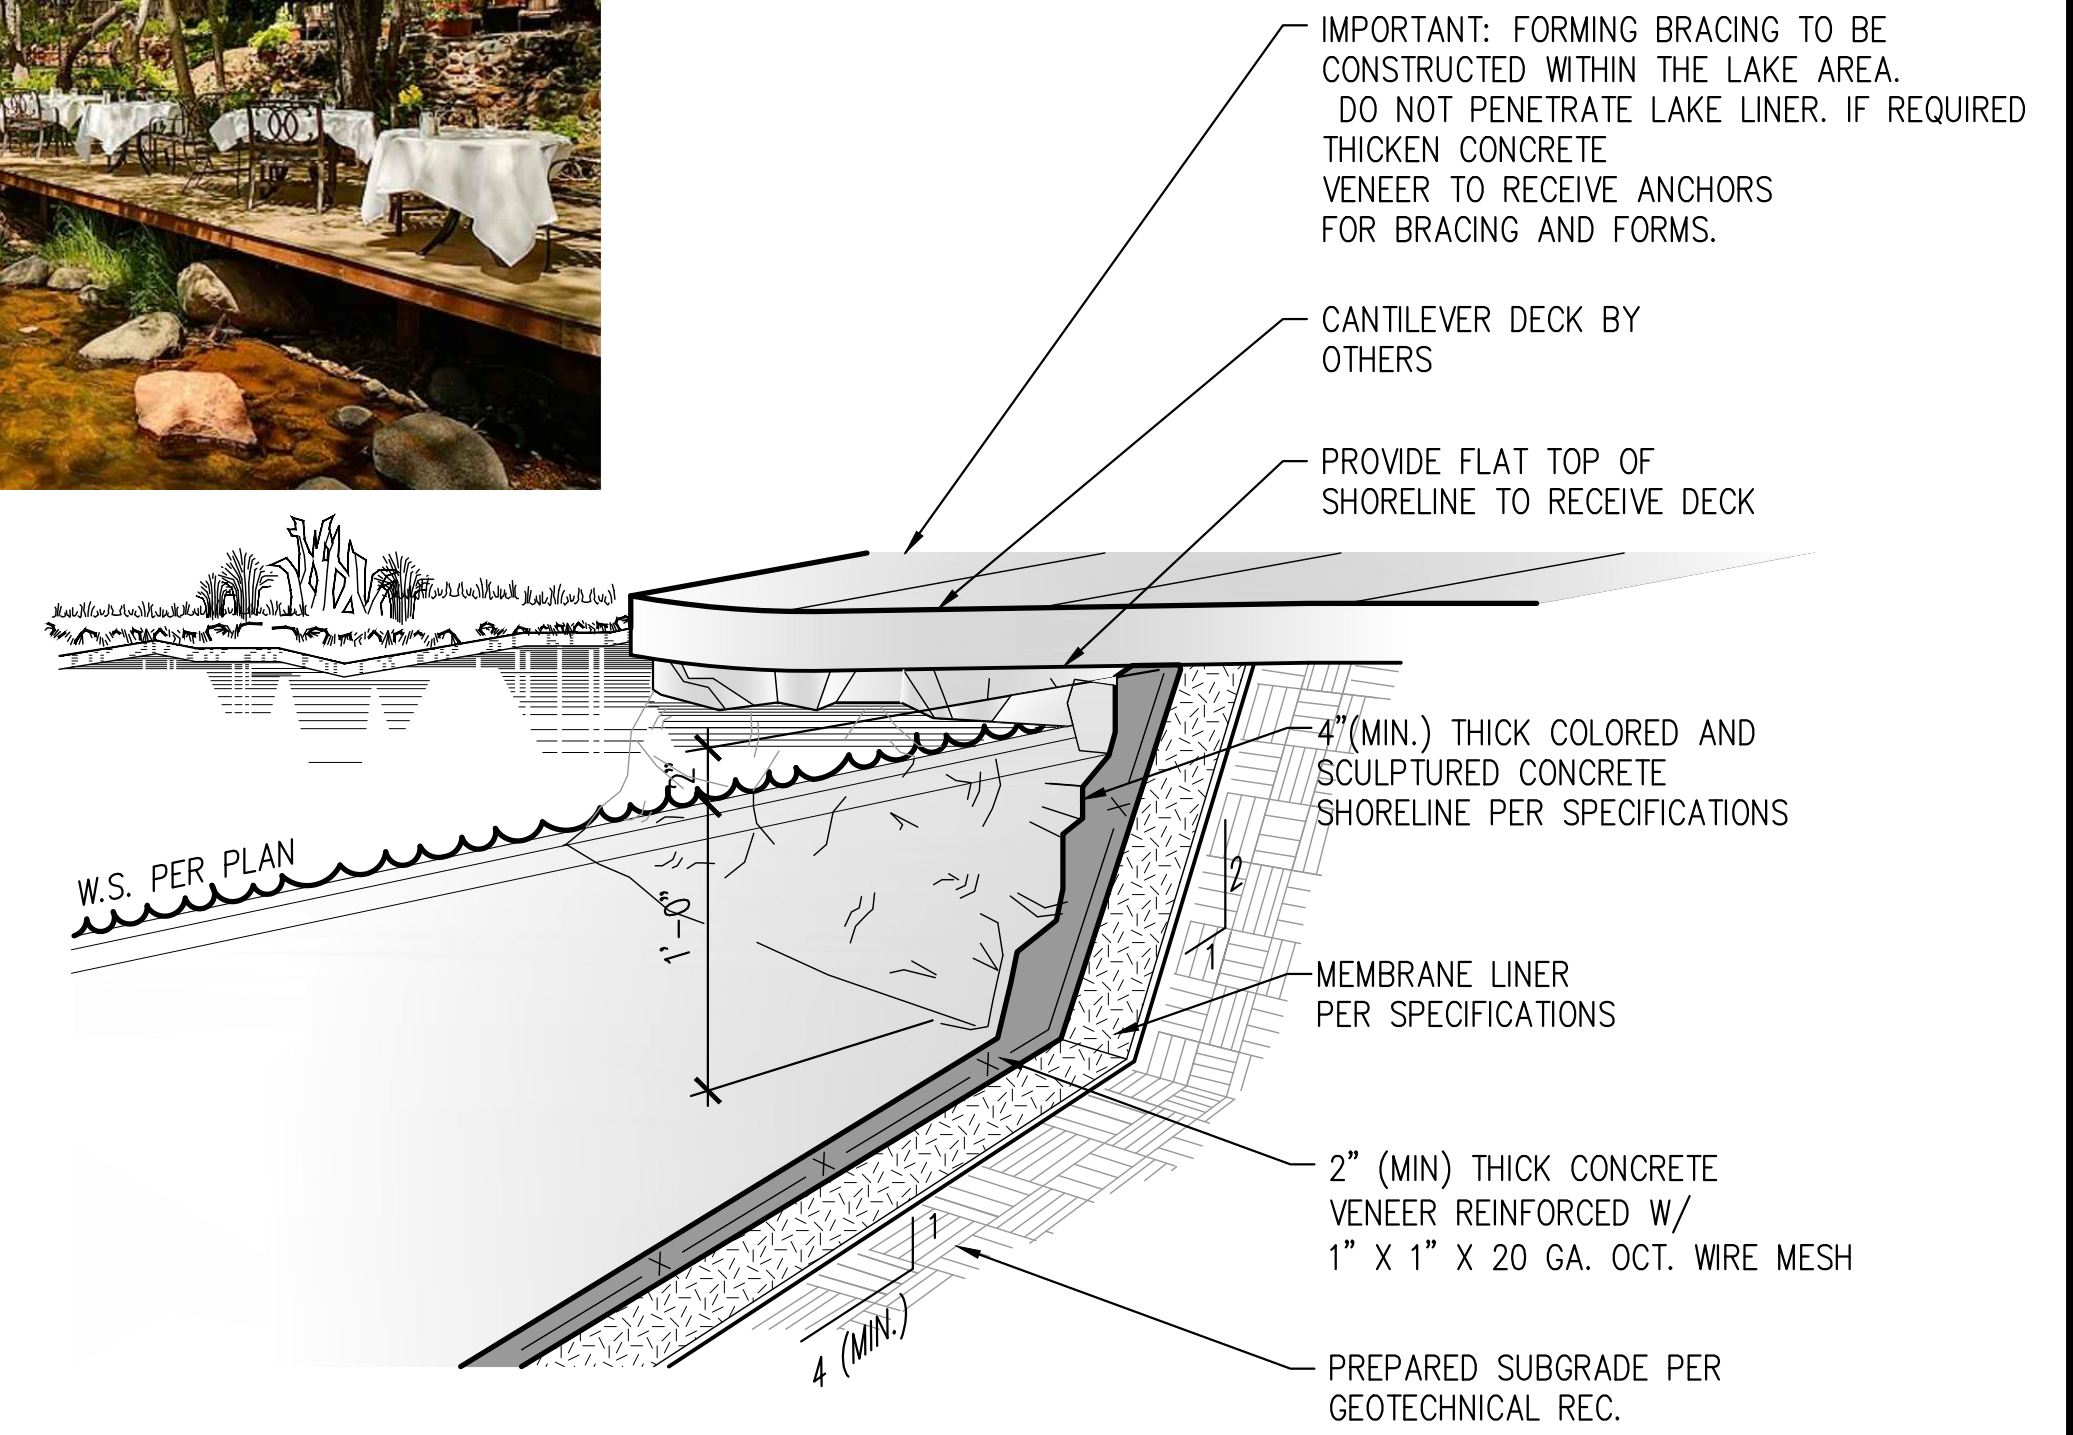 IMPORTANT: FORMING BRACING TO BE
CONSTRUCTED WITHIN THE LAKE AREA.
DO NOT PENETRATE LAKE LINER. IF REQUIRED
THICKEN CONCRETE
VENEER TO RECEIVE ANCHORS
FOR BRACING AND FORMS.
CANTILEVER DECK BY
OTHERS
PROVIDE FLAT TOP OF
SHORELINE TO RECEIVE DECK
4"(MIN.) THICK COLORED AND
SCULPTURED CONCRETE
SHORELINE PER SPECIFICATIONS
2"
W.S. PER PLAN
1'-0"
2
1
MEMBRANE LINER
PER SPECIFICATIONS
2" (MIN) THICK CONCRETE
VENEER REINFORCED W/
1" X 1" X 20 GA. OCT. WIRE MESH
1
4 (MIN.)
PREPARED SUBGRADE PER
GEOTECHNICAL REC.